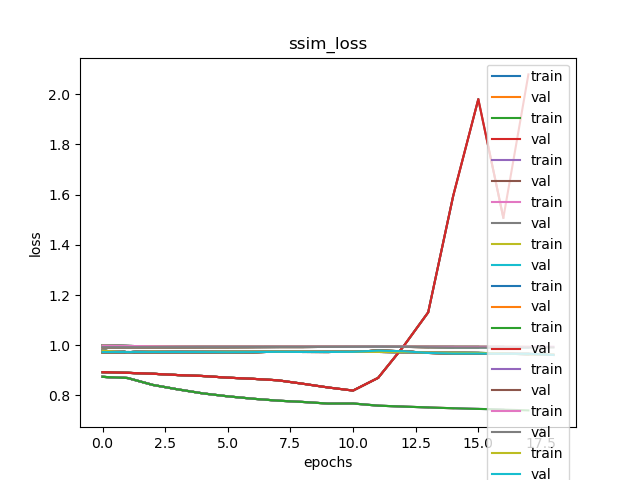 ssim_loss
2.0
1.8
1.6
1.4
1.2
1.0
0.8
loss
0.0
2.5
5.0
7.5
10.0
12.5
15.0
17.5
epochs
train
val
train
val
train
val
train
val
train
val
train
val
train
val
train
val
train
val
train
val